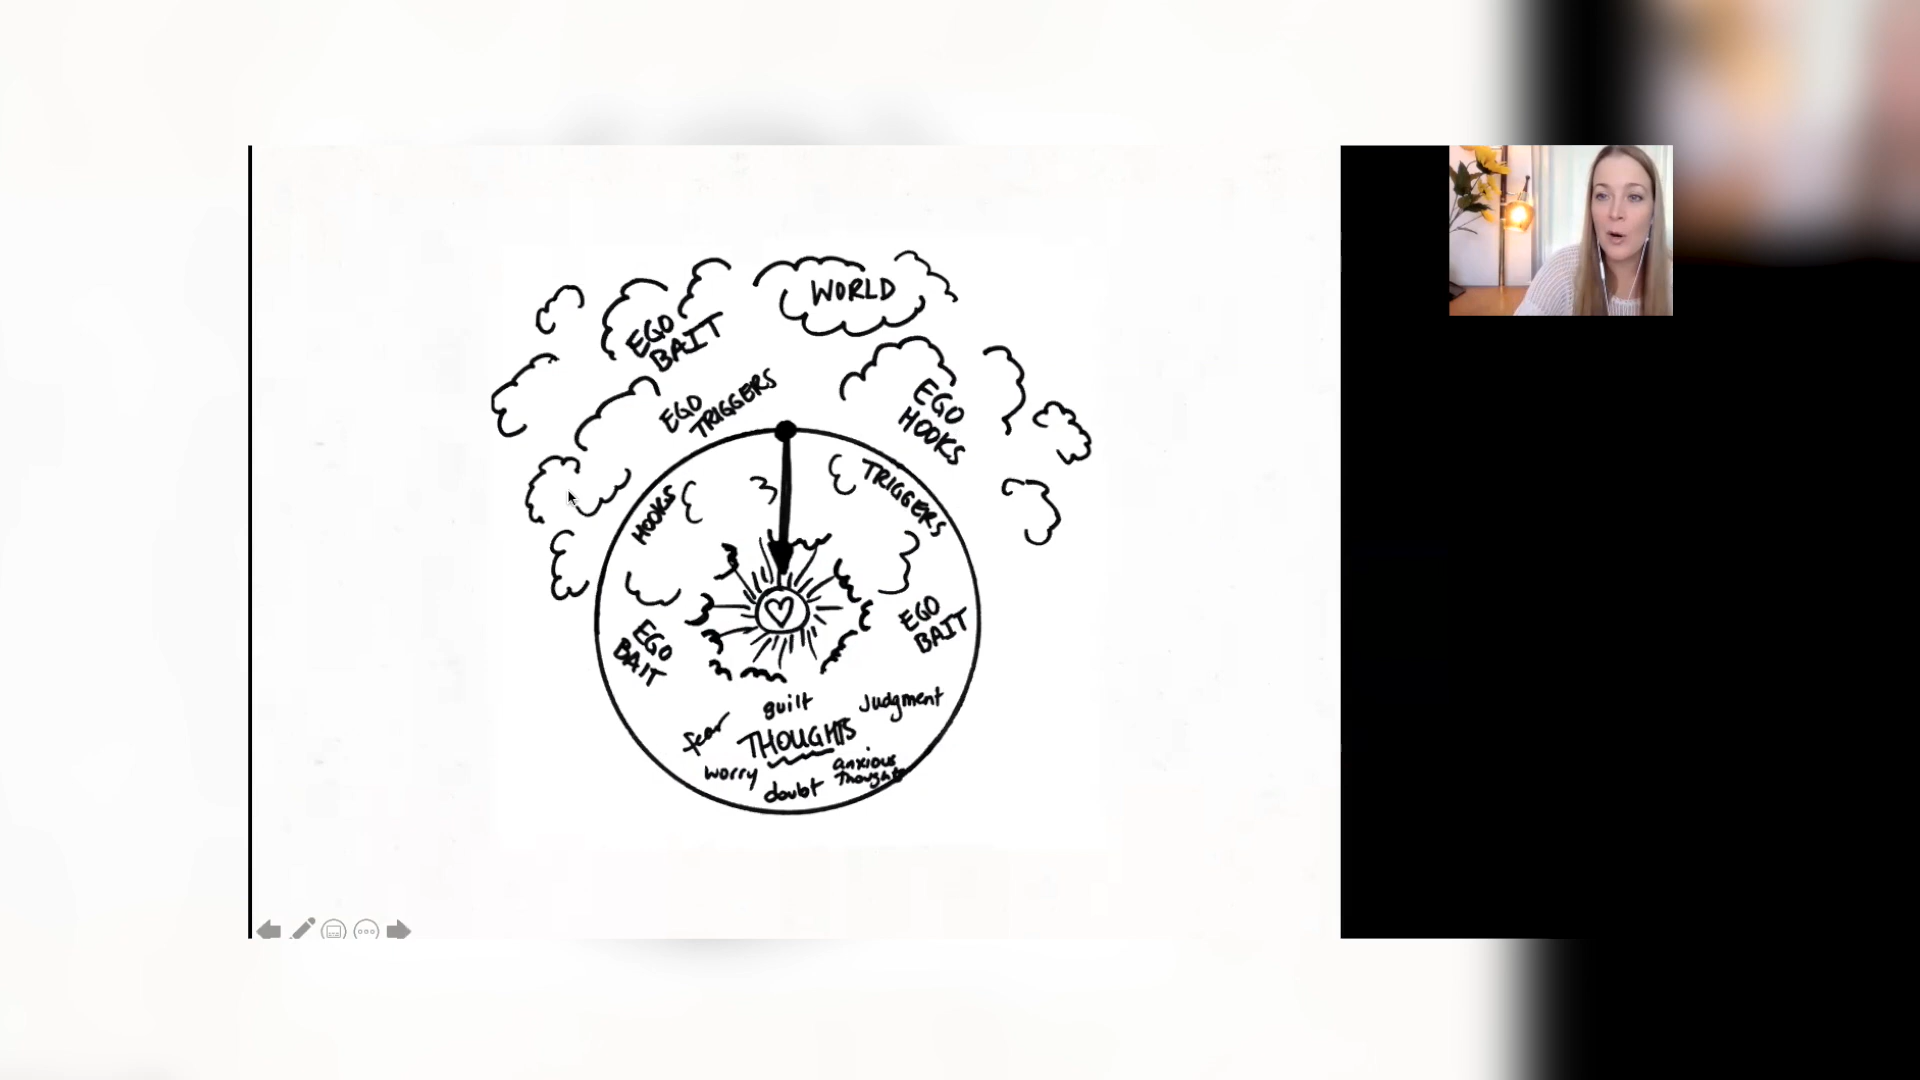 WORLD
EGO
BAIT
EGO
TRIGGERS
EGO
HOOKS
HOOKS
TRIGGERS
EGO
BAIT
EGO
BAIT
guilt
Judgment
fear
THOUGHTS
worry
anxious
thoughts
doubt